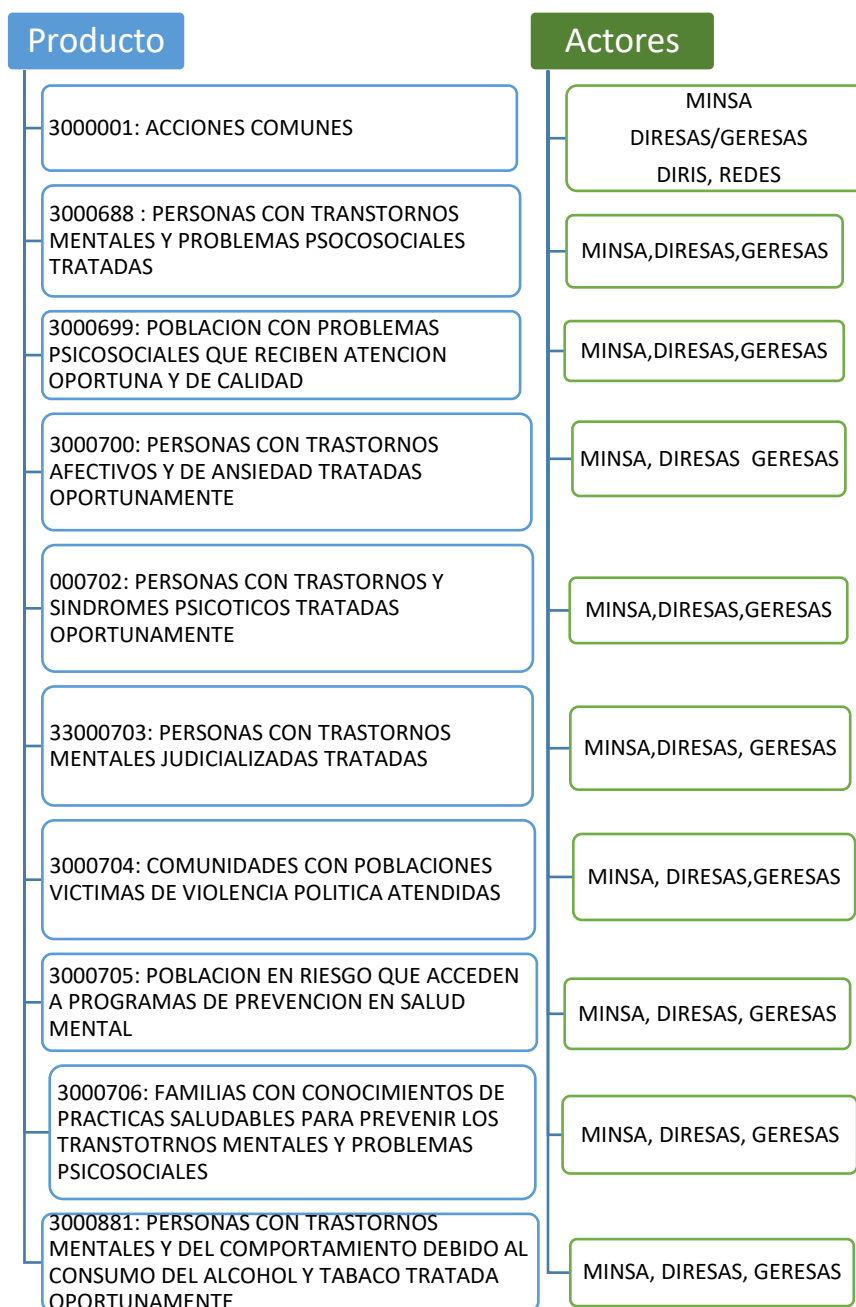 Producto
Actores
3000001: ACCIONES COMUNES
MINSA
DIRESAS/GERESAS
DIRIS, REDES
3000688 : PERSONAS CON TRANSTORNOS
MENTALES Y PROBLEMAS PSOCOSOCIALES
TRATADAS
MINSA,DIRESAS,GERESAS
3000699: POBLACION CON PROBLEMAS
PSICOSOCIALES QUE RECIBEN ATENCION
OPORTUNA Y DE CALIDAD
MINSA,DIRESAS,GERESAS
3000700: PERSONAS CON TRASTORNOS
AFECTIVOS Y DE ANSIEDAD TRATADAS
OPORTUNAMENTE
MINSA, DIRESAS  GERESAS
000702: PERSONAS CON TRASTORNOS Y
SINDROMES PSICOTICOS TRATADAS
OPORTUNAMENTE
MINSA,DIRESAS,GERESAS
33000703: PERSONAS CON TRASTORNOS
MENTALES JUDICIALIZADAS TRATADAS
MINSA,DIRESAS, GERESAS
3000704: COMUNIDADES CON POBLACIONES
VICTIMAS DE VIOLENCIA POLITICA ATENDIDAS
MINSA, DIRESAS,GERESAS
3000705: POBLACION EN RIESGO QUE ACCEDEN
A PROGRAMAS DE PREVENCION EN SALUD
MENTAL
MINSA, DIRESAS, GERESAS
3000706: FAMILIAS CON CONOCIMIENTOS DE
PRACTICAS SALUDABLES PARA PREVENIR LOS
TRANSTOTRNOS MENTALES Y PROBLEMAS
PSICOSOCIALES
MINSA, DIRESAS, GERESAS
3000881: PERSONAS CON TRASTORNOS
MENTALES Y DEL COMPORTAMIENTO DEBIDO AL
CONSUMO DEL ALCOHOL Y TABACO TRATADA
OPORTUNAMENTE
MINSA, DIRESAS, GERESAS